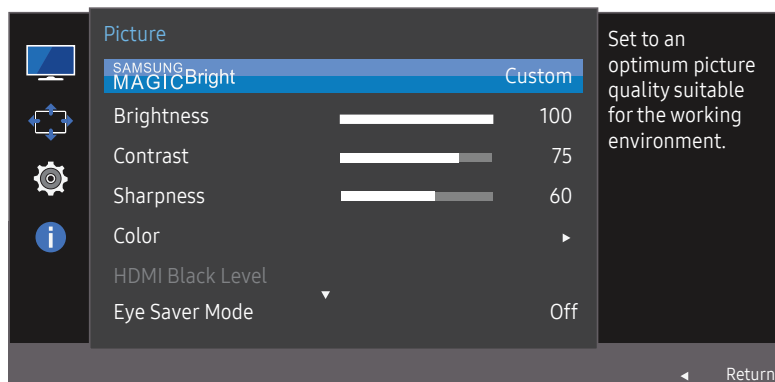 Picture
SAMSUNG
MAGICBright Custom
Brightness 100
Contrast 75
Sharpness 60
Color
HDMI Black Level
Eye Saver Mode Off
Set to an
optimum picture
quality suitable
for the working
environment.
Return